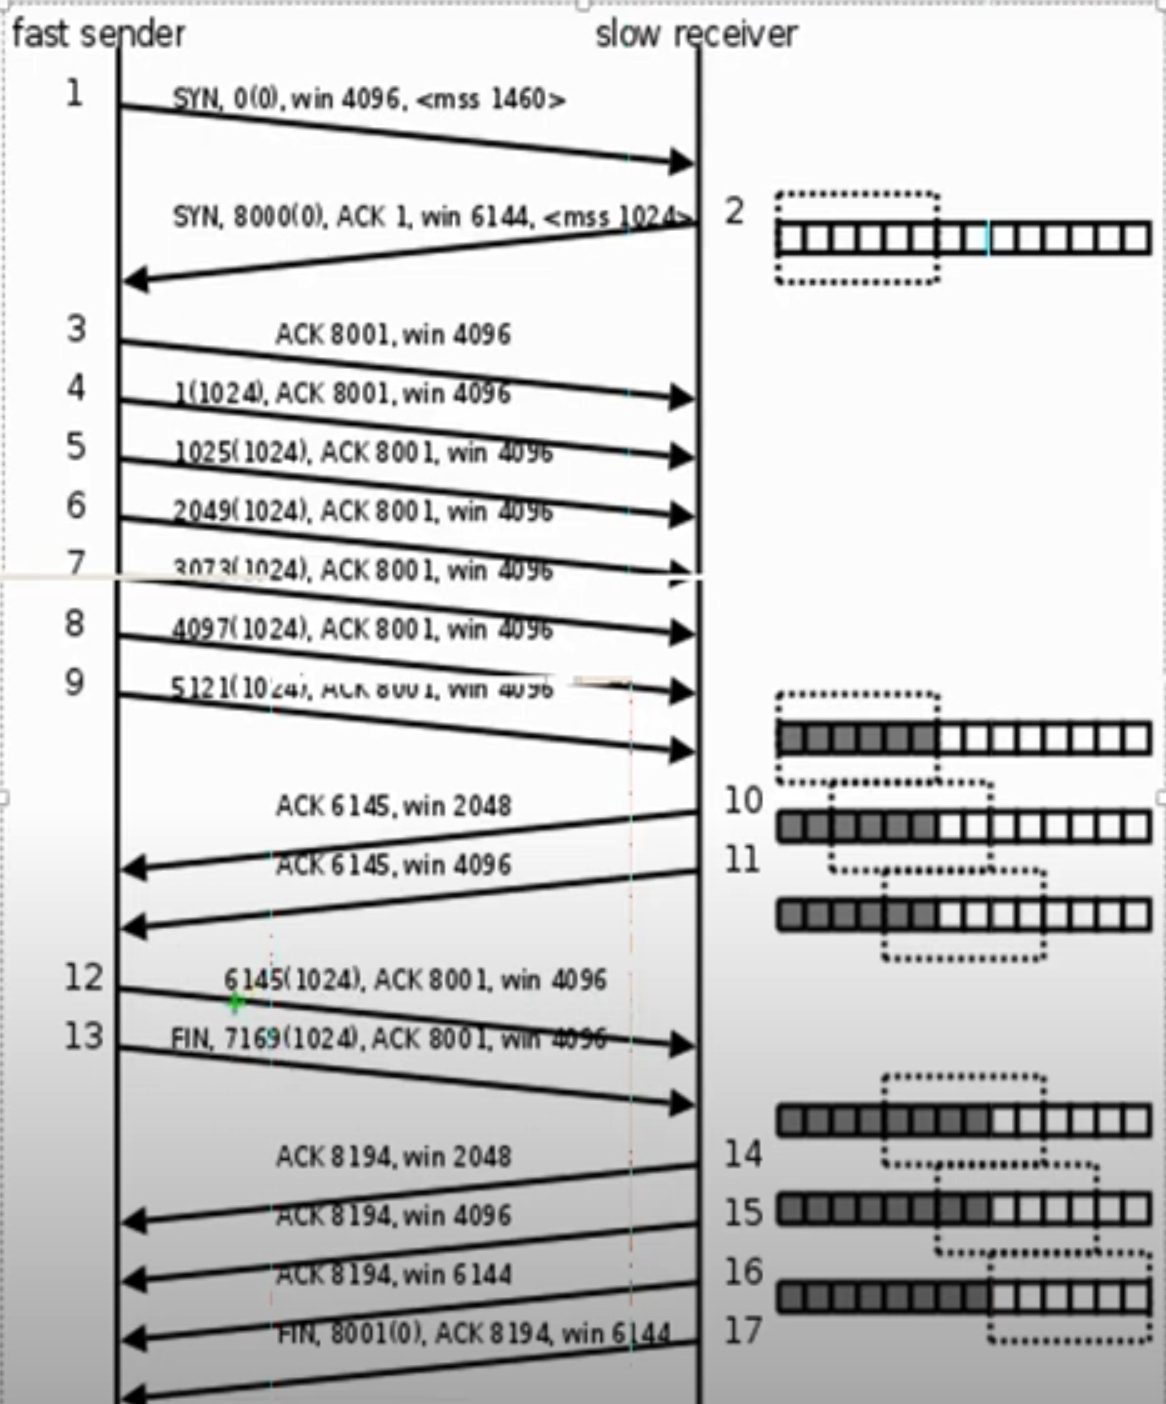 fast sender
slow receiver
1
SYN, 0(0), win 4096, <mss 1460>
SYN, 8000(0), ACK 1, win 6144, <mss 1024>
2
3
ACK 8001, win 4096
4
1(1024), ACK 8001, win 4096
5
1025(1024), ACK 8001, win 4096
6
2049(1024), ACK 8001, win 4096
7
3073(1024), ACK 8001, win 4096
8
4097(1024), ACK 8001, win 4096
9
5121(1024), ACK 8001, win 4096
ACK 6145, win 2048
10
ACK 6145, win 4096
11
12
6145(1024), ACK 8001, win 4096
13
FIN, 7169(1024), ACK 8001, win 4096
ACK 8194, win 2048
14
ACK 8194, win 4096
15
ACK 8194, win 6144
16
FIN, 8001(0), ACK 8194, win 6144
17